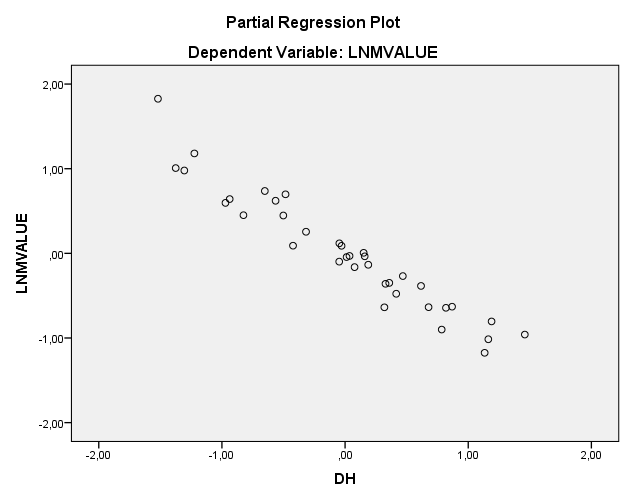 Partial Regression Plot
Dependent Variable: LNMVALUE
2,00
1,00
,00
-1,00
-2,00
LNMVALUE
-2,00 -1,00 ,00 1,00 2,00
DH